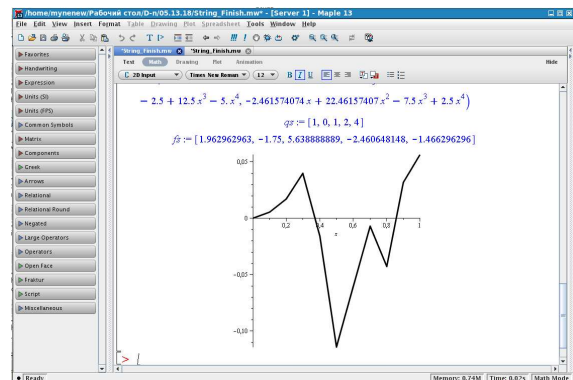 /home/mynenew/Рабочий стол/D-n/05.13.18/String_Finish.mw* - [Server 1] - Maple 13
File Edit View Insert Format Table Drawing Plot Spreadsheet Tools Window Help
*String_Finish.mw *String_Finish.mw
Text Math Drawing Plot Animation Hide
C 2D Input Times New Roman 12 B I U
Favorites
Handwriting
Expression
Units (SI)
Units (FPS)
Common Symbols
Matrix
Components
Greek
Arrows
Relational
Relational Round
Negated
Large Operators
Operators
Open Face
Fraktur
Script
Miscellaneous
− 2.5 + 12.5 x³ − 5. x⁴, −2.461574074 x + 22.46157407 x² − 7.5 x³ + 2.5 x⁴)
qs := [1, 0, 1, 2, 4]
fs := [1.962962963, −1.75, 5.638888889, −2.460648148, −1.466296296]
0,05
0
0,2 0,4 0,6 0,8 1
−0,05
−0,10
>
Ready Memory: 0.74M Time: 0.02s Math Mode